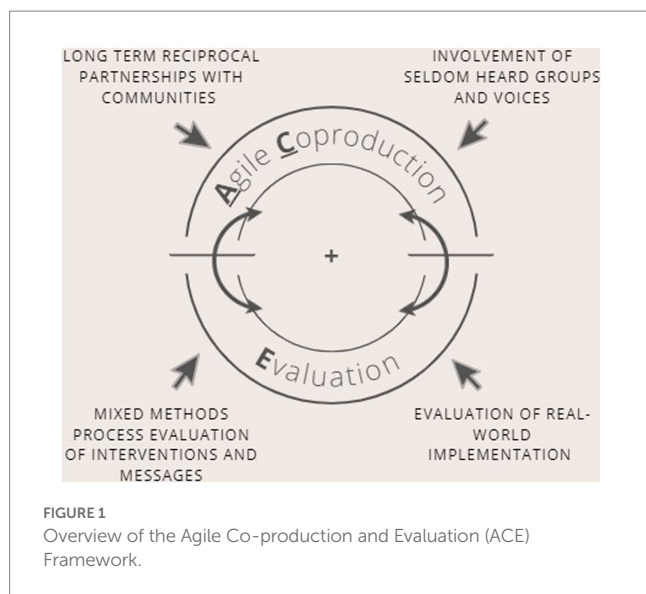 LONG TERM RECIPROCAL
PARTNERSHIPS WITH
COMMUNITIES
INVOLVEMENT OF
SELDOM HEARD GROUPS
AND VOICES
Agile Coproduction
+
Evaluation
MIXED METHODS
PROCESS EVALUATION
OF INTERVENTIONS AND
MESSAGES
EVALUATION OF REAL-
WORLD
IMPLEMENTATION
FIGURE 1
Overview of the Agile Co-production and Evaluation (ACE)
Framework.